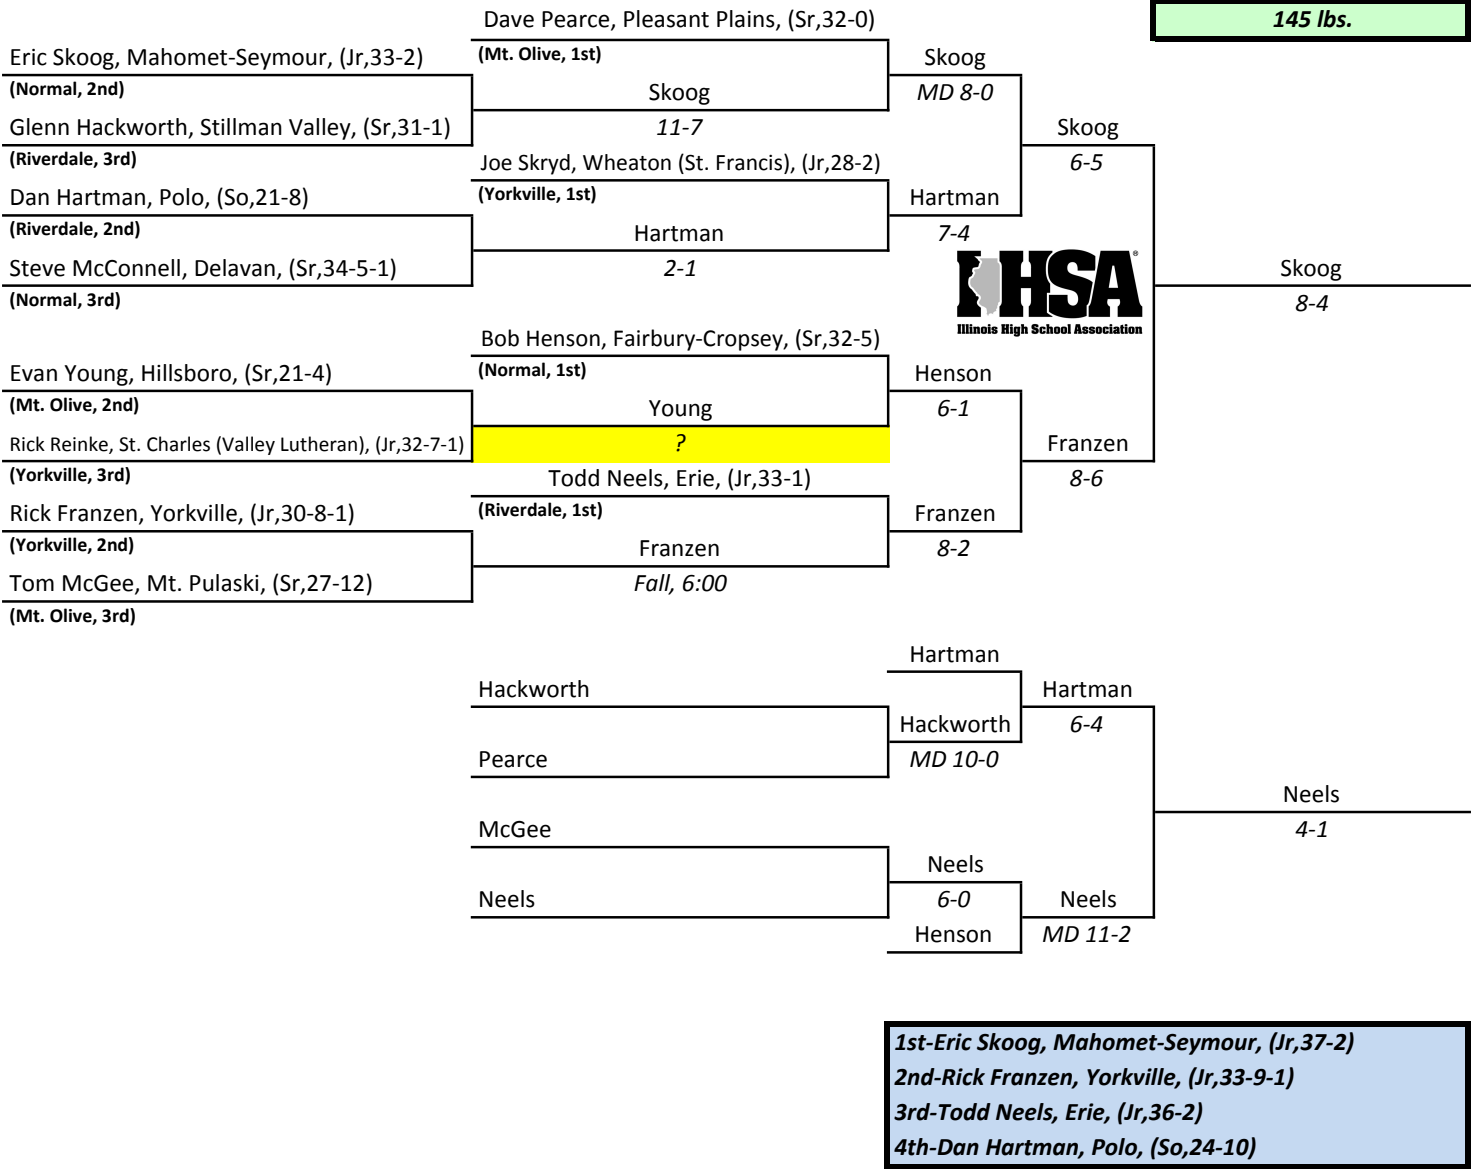 Dave Pearce, Pleasant Plains, (Sr,32-0)
145 lbs.
Eric Skoog, Mahomet-Seymour, (Jr,33-2)
(Mt. Olive, 1st)
Skoog
(Normal, 2nd)
Skoog
MD 8-0
Glenn Hackworth, Stillman Valley, (Sr,31-1)
11-7
Skoog
(Riverdale, 3rd)
Joe Skryd, Wheaton (St. Francis), (Jr,28-2)
6-5
Dan Hartman, Polo, (So,21-8)
(Yorkville, 1st)
Hartman
(Riverdale, 2nd)
Hartman
7-4
Steve McConnell, Delavan, (Sr,34-5-1)
2-1
IHSA®
Skoog
(Normal, 3rd)
8-4
Illinois High School Association
Bob Henson, Fairbury-Cropsey, (Sr,32-5)
Evan Young, Hillsboro, (Sr,21-4)
(Normal, 1st)
Henson
(Mt. Olive, 2nd)
Young
6-1
Rick Reinke, St. Charles (Valley Lutheran), (Jr,32-7-1)
?
Franzen
(Yorkville, 3rd)
Todd Neels, Erie, (Jr,33-1)
8-6
Rick Franzen, Yorkville, (Jr,30-8-1)
(Riverdale, 1st)
Franzen
(Yorkville, 2nd)
Franzen
8-2
Tom McGee, Mt. Pulaski, (Sr,27-12)
Fall, 6:00
(Mt. Olive, 3rd)
Hartman
Hackworth
Hartman
Hackworth
6-4
Pearce
MD 10-0
Neels
McGee
4-1
Neels
Neels
6-0
Neels
Henson
MD 11-2
1st-Eric Skoog, Mahomet-Seymour, (Jr,37-2)
2nd-Rick Franzen, Yorkville, (Jr,33-9-1)
3rd-Todd Neels, Erie, (Jr,36-2)
4th-Dan Hartman, Polo, (So,24-10)